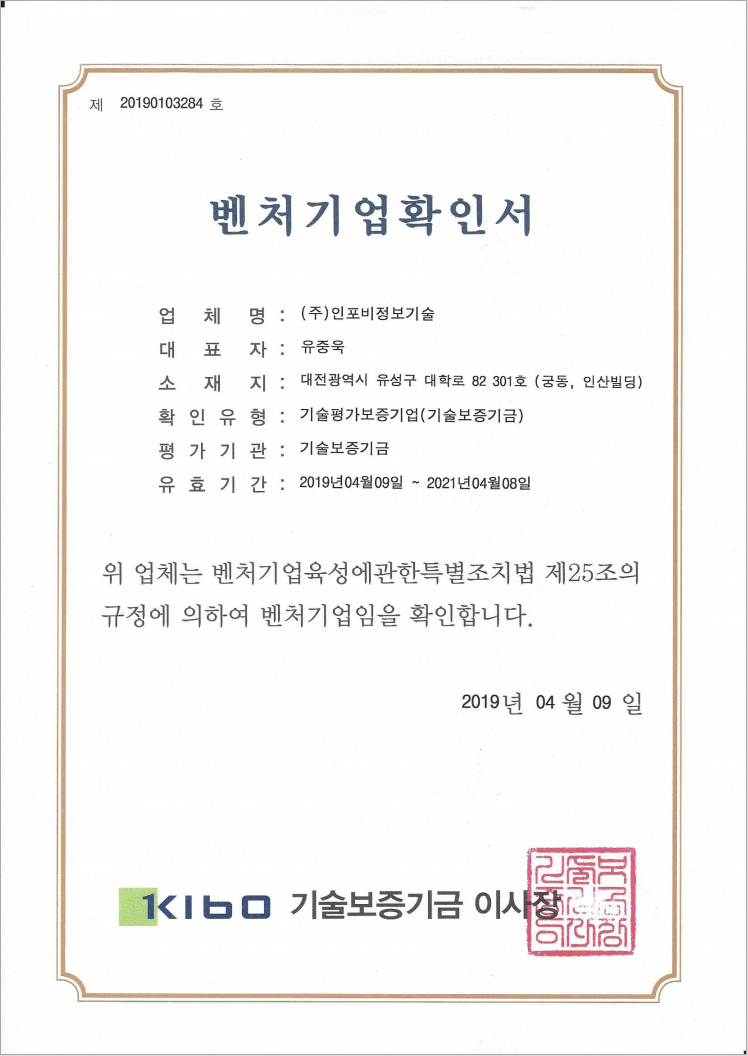 제 20190103284 호
벤처기업확인서
업 체 명 : (주)인포비정보기술
대 표 자 : 유중욱
소 재 지 : 대전광역시 유성구 대학로 82 301호 (궁동, 인산빌딩)
확 인 유 형 : 기술평가보증기업(기술보증기금)
평 가 기 관 : 기술보증기금
유 효 기 간 : 2019년04월09일 ~ 2021년04월08일
위 업체는 벤처기업육성에관한특별조치법 제25조의
규정에 의하여 벤처기업임을 확인합니다.
2019년 04 월 09 일
KIbO 기술보증기금 이사장